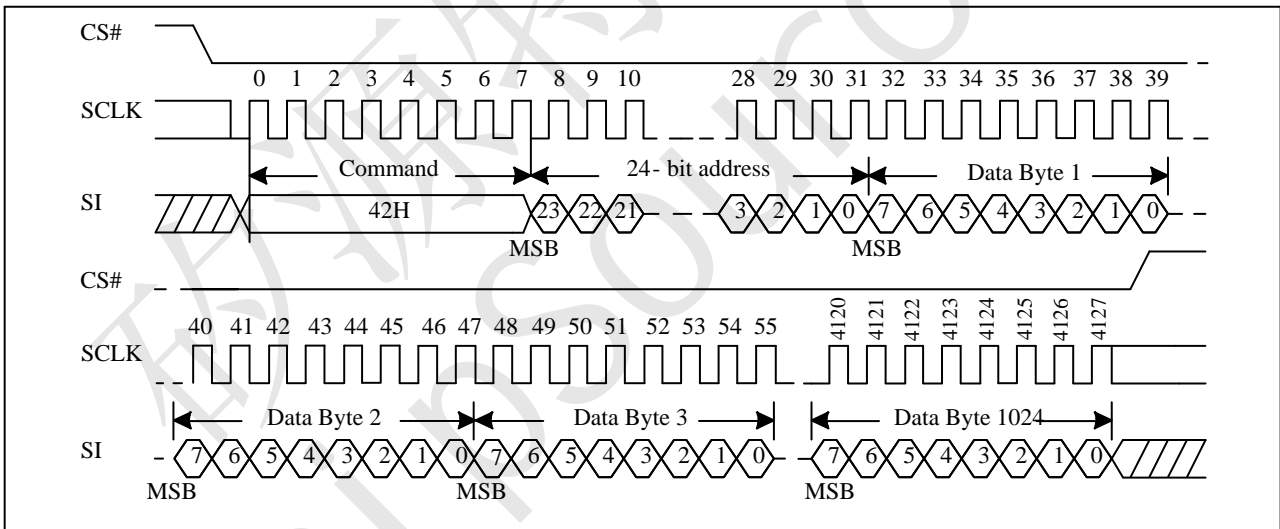 CS#
0 1 2 3 4 5 6 7 8 9 10 28 29 30 31 32 33 34 35 36 37 38 39
SCLK
Command 24- bit address Data Byte 1
SI 42H 23 22 21 3 2 1 0 7 6 5 4 3 2 1 0
MSB MSB
CS#
40 41 42 43 44 45 46 47 48 49 50 51 52 53 54 55 4120 4121 4122 4123 4124 4125 4126 4127
SCLK
Data Byte 2 Data Byte 3 Data Byte 1024
SI 7 6 5 4 3 2 1 0 7 6 5 4 3 2 1 0 7 6 5 4 3 2 1 0
MSB MSB MSB